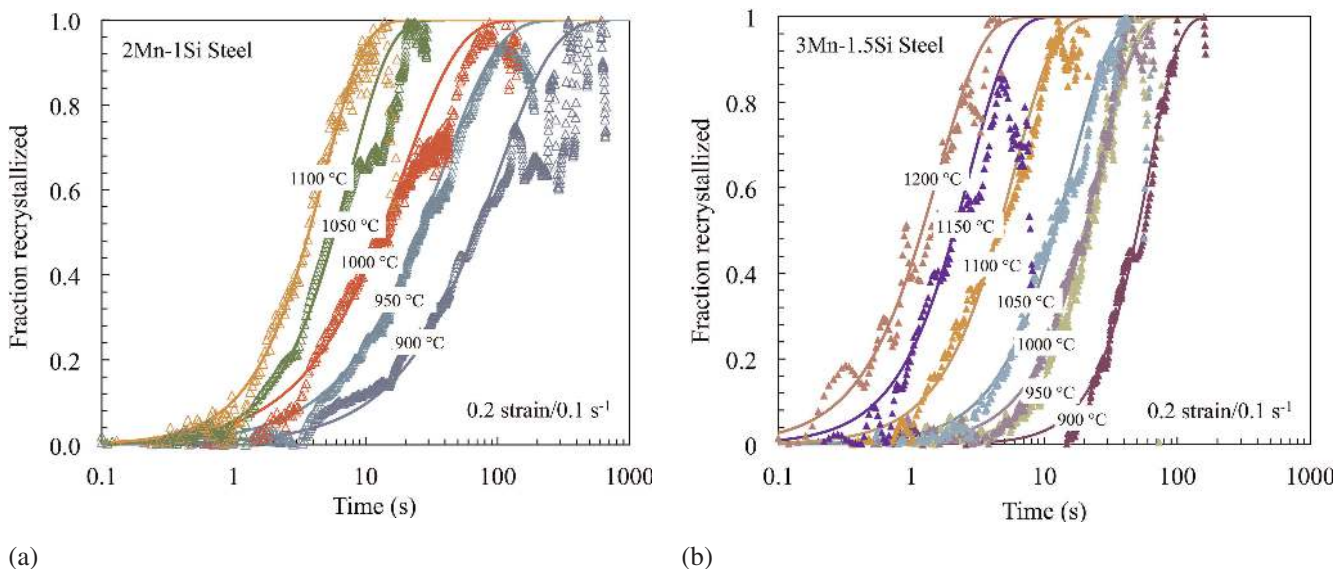 2Mn-1Si Steel
Fraction recrystallized
1.0
0.8
0.6
0.4
0.2
0.0
1100 °C
1050 °C
1000 °C
950 °C
900 °C
0.2 strain/0.1 s⁻¹
0.1
1
10
100
1000
Time (s)
(a)
3Mn-1.5Si Steel
Fraction recrystallized
1
0.8
0.6
0.4
0.2
0
1200 °C
1150 °C
1100 °C
1050 °C
1000 °C
950 °C
900 °C
0.2 strain/0.1 s⁻¹
0.1
1
10
100
1000
Time (s)
(b)